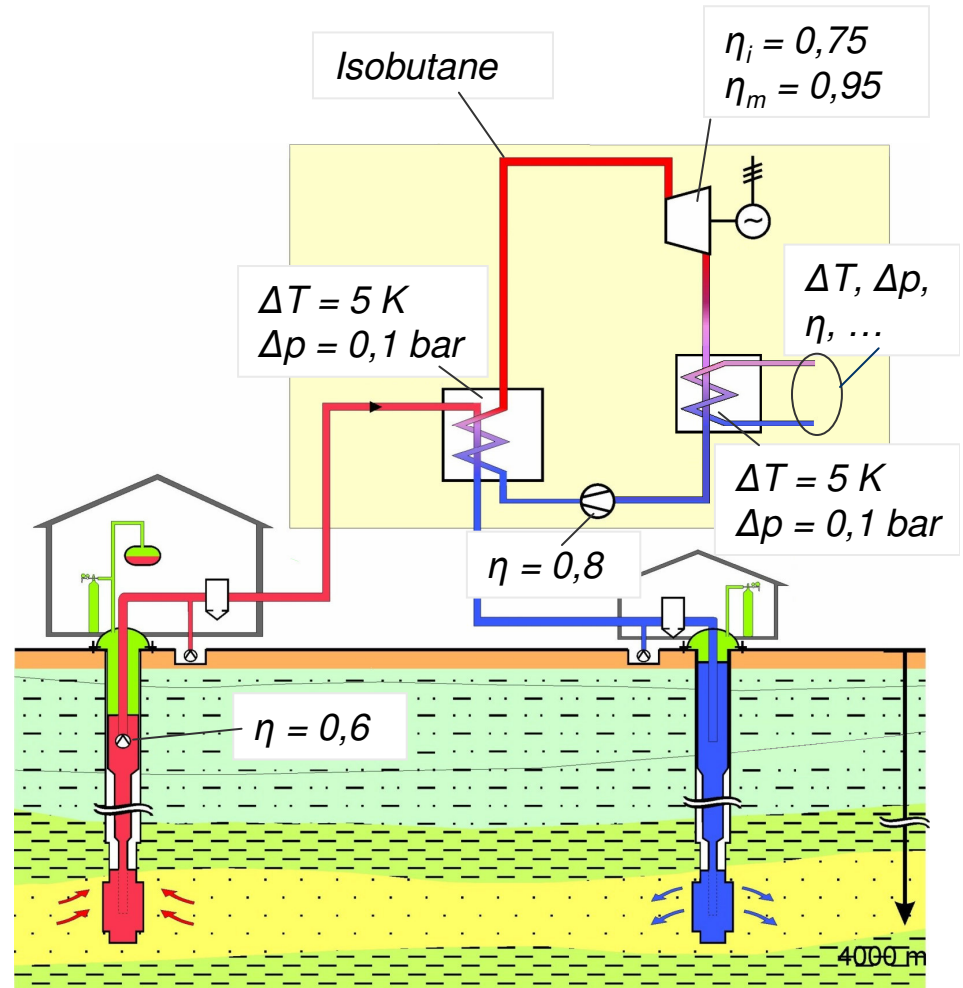 Isobutane
η_i = 0,75
η_m = 0,95
ΔT = 5 K
Δp = 0,1 bar
ΔT, Δp,
η, ...
~
ΔT = 5 K
Δp = 0,1 bar
η = 0,8
η = 0,6
4000 m